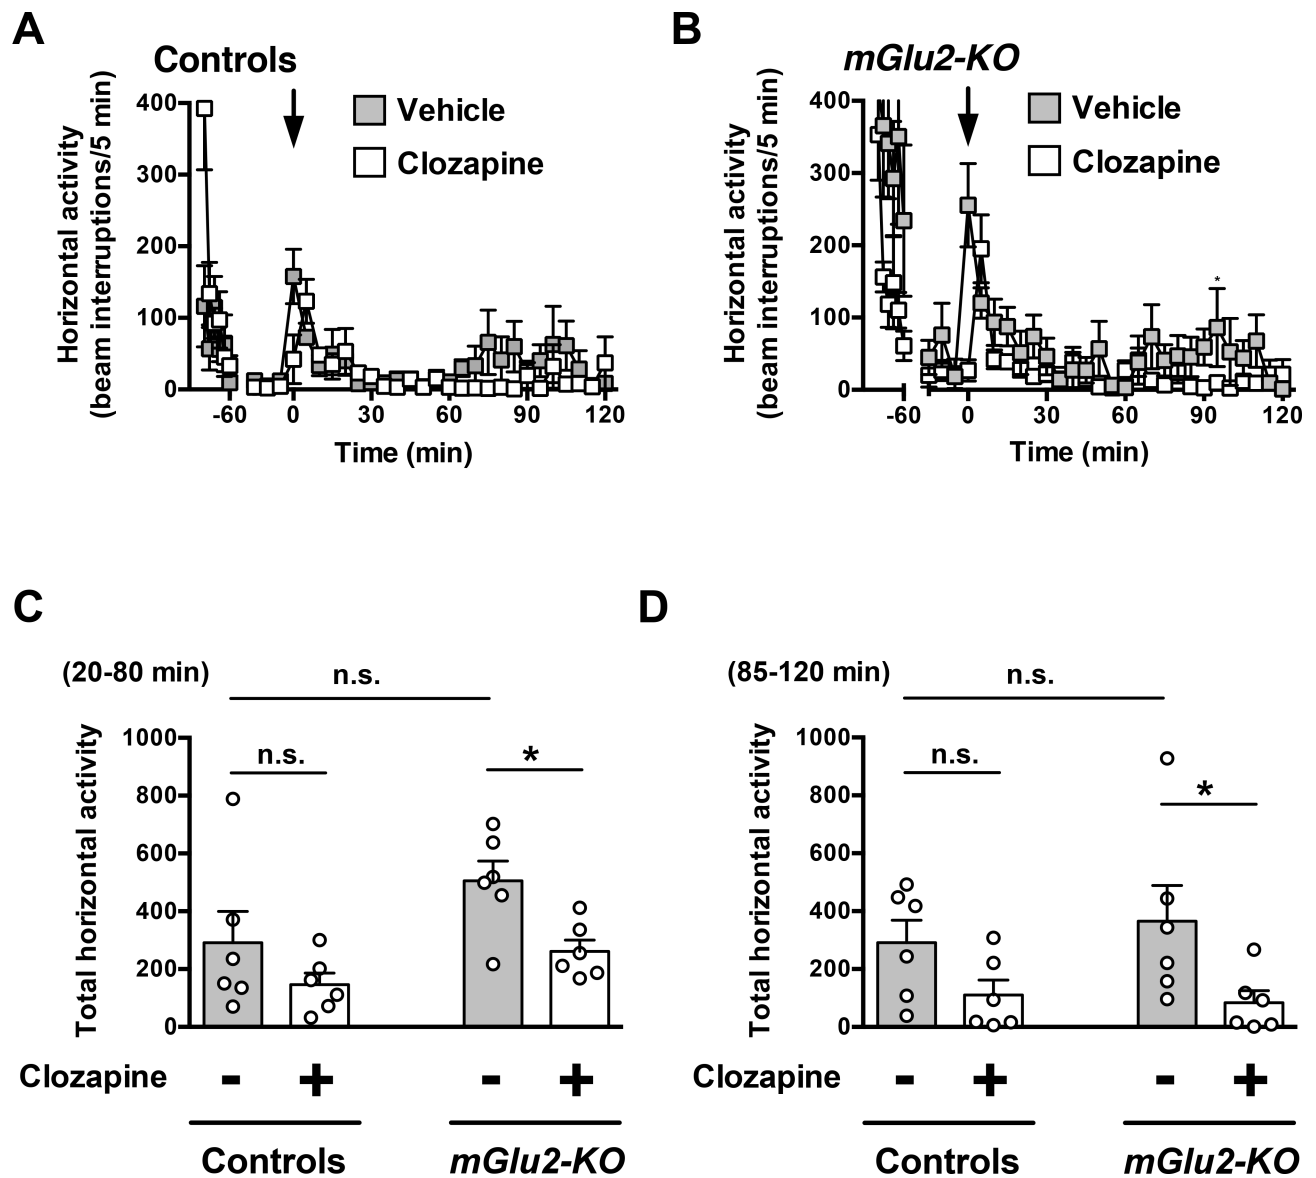 A
Controls
Horizontal activity
(beam interruptions/5 min)
400
300
200
100
0
Vehicle
Clozapine
-60 0 30 60 90 120
Time (min)
B
mGlu2-KO
Horizontal activity
(beam interruptions/5 min)
400
300
200
100
0
Vehicle
Clozapine
*
-60 0 30 60 90 120
Time (min)
C
(20-80 min)
n.s.
n.s.
*
Total horizontal activity
1000
800
600
400
200
0
Clozapine - + - +
Controls mGlu2-KO
D
(85-120 min)
n.s.
n.s.
*
Total horizontal activity
1000
800
600
400
200
0
Clozapine - + - +
Controls mGlu2-KO